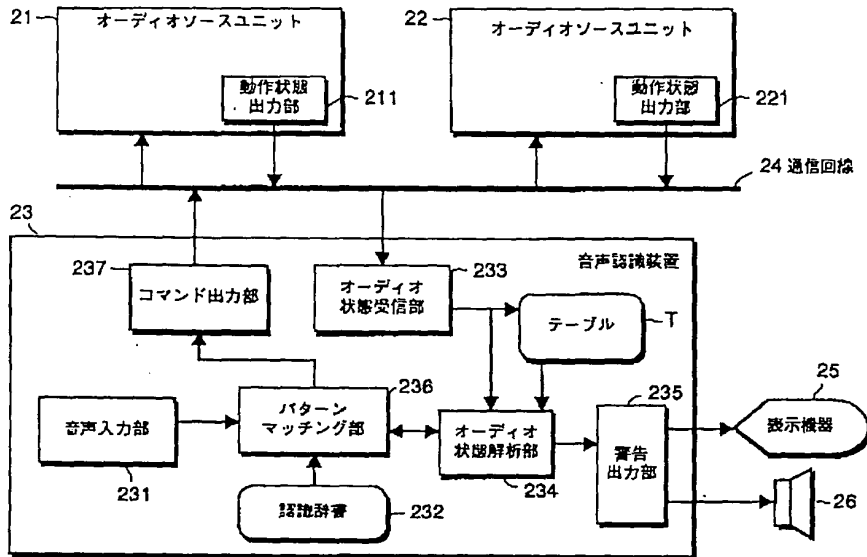 21
オーディオソースユニット
動作状態
出力部
211
22
オーディオソースユニット
動作状態
出力部
221
24 通信回線
23
音声認識装置
237
コマンド出力部
233
オーディオ
状態受信部
テーブル
T
236
パターン
マッチング部
235
警告
出力部
25
表示機器
音声入力部
231
オーディオ
状態解析部
234
認識辞書
232
26